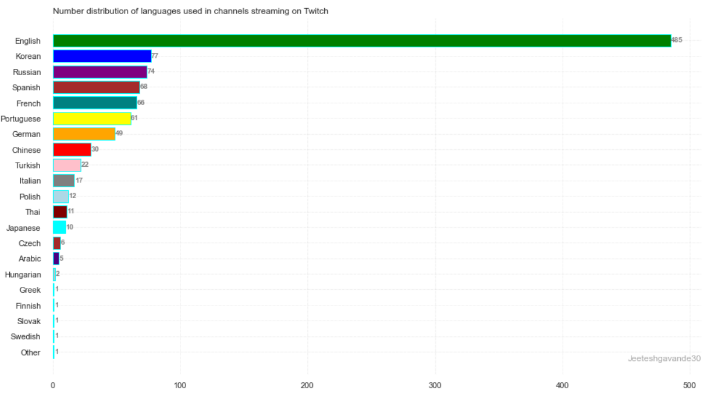 Number distribution of languages used in channels streaming on Twitch
English 485
Korean 77
Russian 74
Spanish 68
French 66
Portuguese 61
German 49
Chinese 30
Turkish 22
Italian 17
Polish 12
Thai 11
Japanese 10
Czech 6
Arabic 5
Hungarian 2
Greek 1
Finnish 1
Slovak 1
Swedish 1
Other 1
Jeeteshgavande30
0 100 200 300 400 500